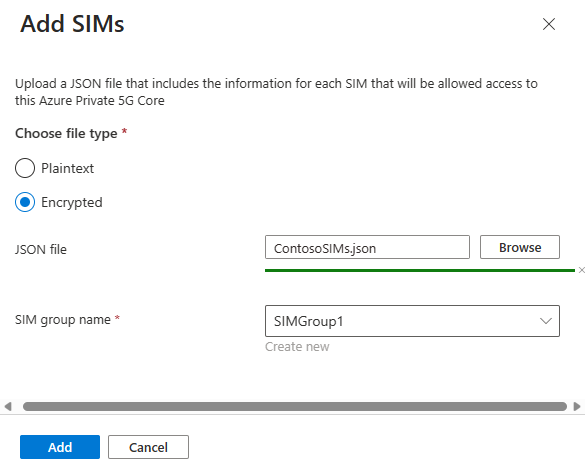 Add SIMs
Upload a JSON file that includes the information for each SIM that will be allowed access to
this Azure Private 5G Core
Choose file type *
Plaintext
Encrypted
JSON file
ContosoSIMs.json
Browse
SIM group name *
SIMGroup1
Create new
Add
Cancel